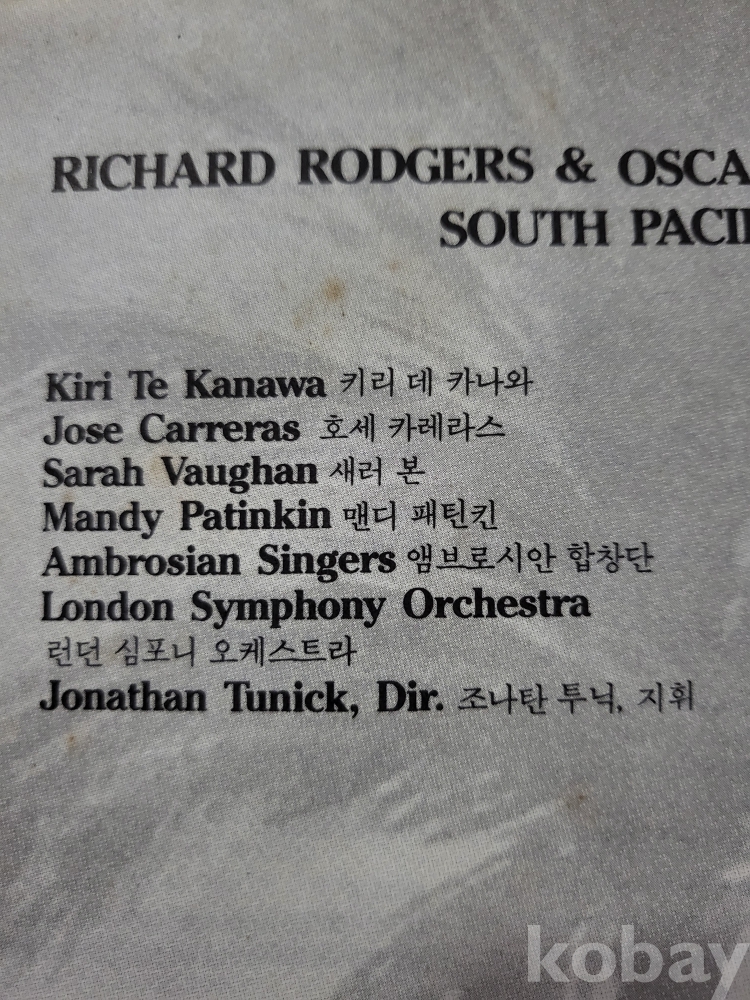 RICHARD RODGERS & OSCA
SOUTH PACI
Kiri Te Kanawa 키리 데 카나와
Jose Carreras 호세 카레라스
Sarah Vaughan 새러 본
Mandy Patinkin 맨디 패틴킨
Ambrosian Singers 앰브로시안 합창단
London Symphony Orchestra
런던 심포니 오케스트라
Jonathan Tunick, Dir. 조나탄 투닉, 지휘
kobay